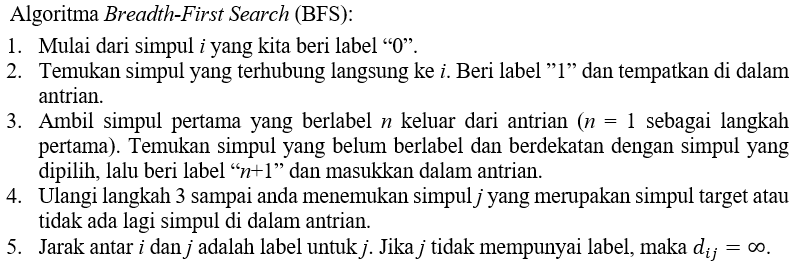 Algoritma Breadth-First Search (BFS):
1. Mulai dari simpul i yang kita beri label “0”.
2. Temukan simpul yang terhubung langsung ke i. Beri label ”1” dan tempatkan di dalam
antrian.
3. Ambil simpul pertama yang berlabel n keluar dari antrian (n = 1 sebagai langkah
pertama). Temukan simpul yang belum berlabel dan berdekatan dengan simpul yang
dipilih, lalu beri label “n+1” dan masukkan dalam antrian.
4. Ulangi langkah 3 sampai anda menemukan simpul j yang merupakan simpul target atau
tidak ada lagi simpul di dalam antrian.
5. Jarak antar i dan j adalah label untuk j. Jika j tidak mempunyai label, maka dᵢⱼ = ∞.